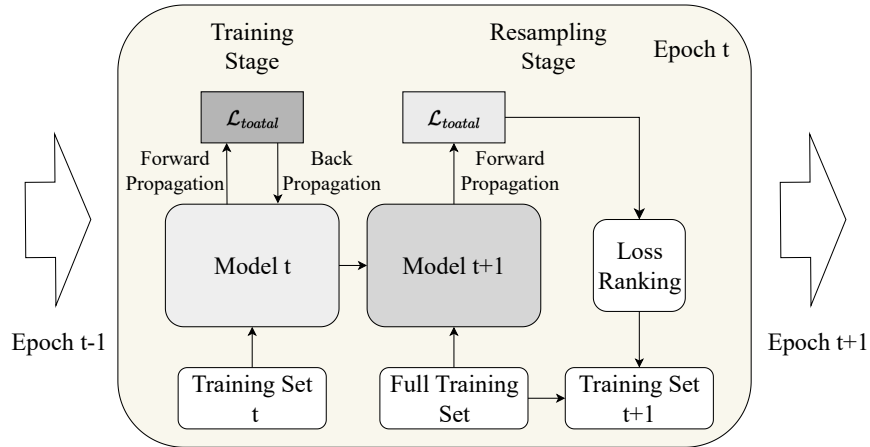 Training
Stage
Resampling
Stage
Epoch t
ℒtoatal
ℒtoatal
Forward
Propagation
Back
Propagation
Forward
Propagation
Model t
Model t+1
Loss
Ranking
Epoch t-1
Epoch t+1
Training Set
t
Full Training
Set
Training Set
t+1